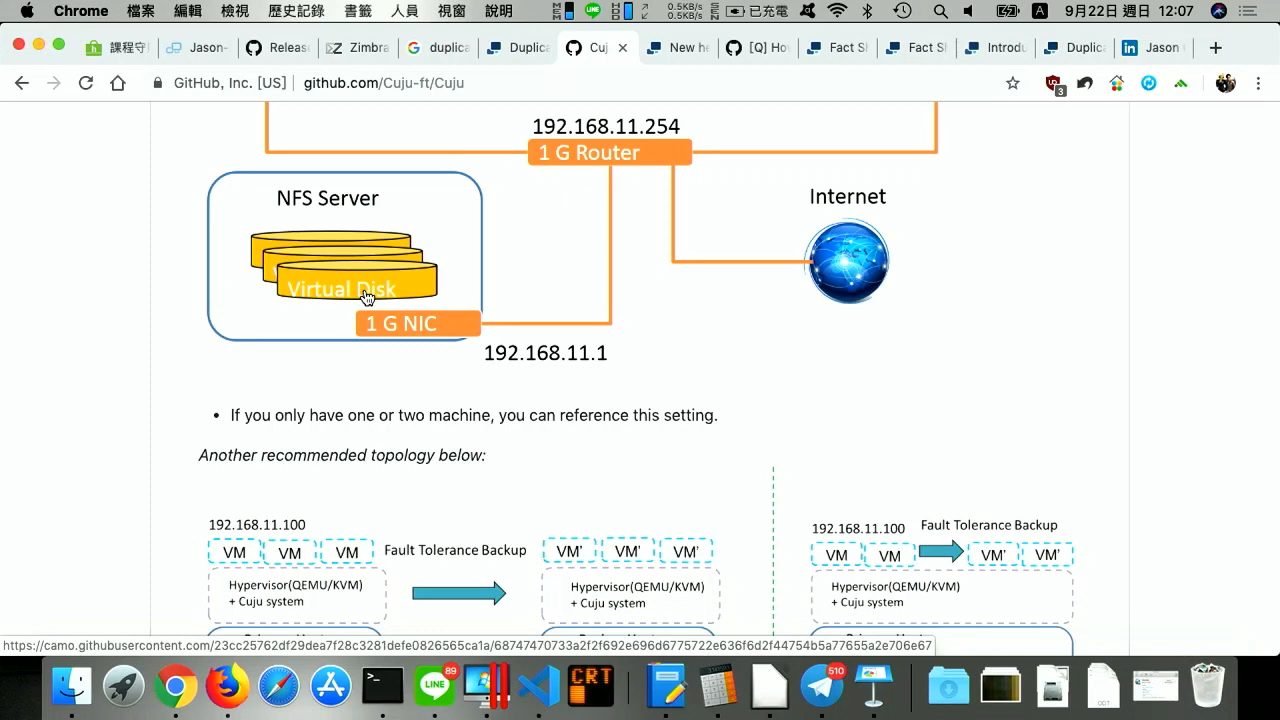 Chrome 檔案 編輯 檢視 歷史記錄 書籤 人員 視窗 說明 0.5KB/s 0.5KB/s 已充電 A 9月22日 週日 12:07
課程守 Jason- Releas Zimbra duplica Duplica Cuj New he [Q] Ho Fact Sh Fact Sh Introdu Duplica Jason
GitHub, Inc. [US] github.com/Cuju-ft/Cuju 3
192.168.11.254
1 G Router
NFS Server
Internet
Virtual Disk
1 G NIC
192.168.11.1
• If you only have one or two machine, you can reference this setting.
Another recommended topology below:
192.168.11.100
VM VM VM
Fault Tolerance Backup
VM' VM' VM'
Hypervisor(QEMU/KVM)
+ Cuju system
Hypervisor(QEMU/KVM)
+ Cuju system
192.168.11.100
Fault Tolerance Backup
VM VM VM' VM'
Hypervisor(QEMU/KVM)
+ Cuju system
https://camo.githubusercontent.com/23cc25762df29dea7f28c3281defe0826565ca1a/68747470733a2f2f692e696d6775722e636f6d2f44754b5a77655a2e706e67
LINE 89 CRT 510